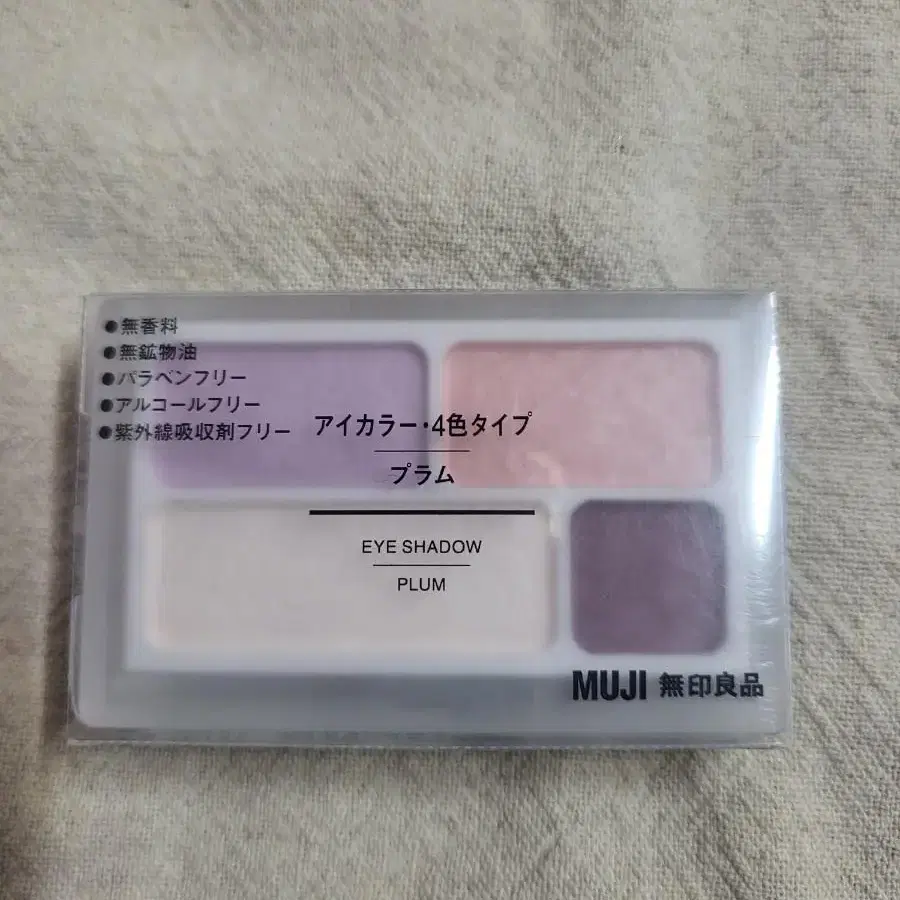 ●無香料
●無鉱物油
●パラベンフリー
●アルコールフリー
●紫外線吸収剤フリー
アイカラー・4色タイプ
プラム
EYE SHADOW
PLUM
MUJI 無印良品